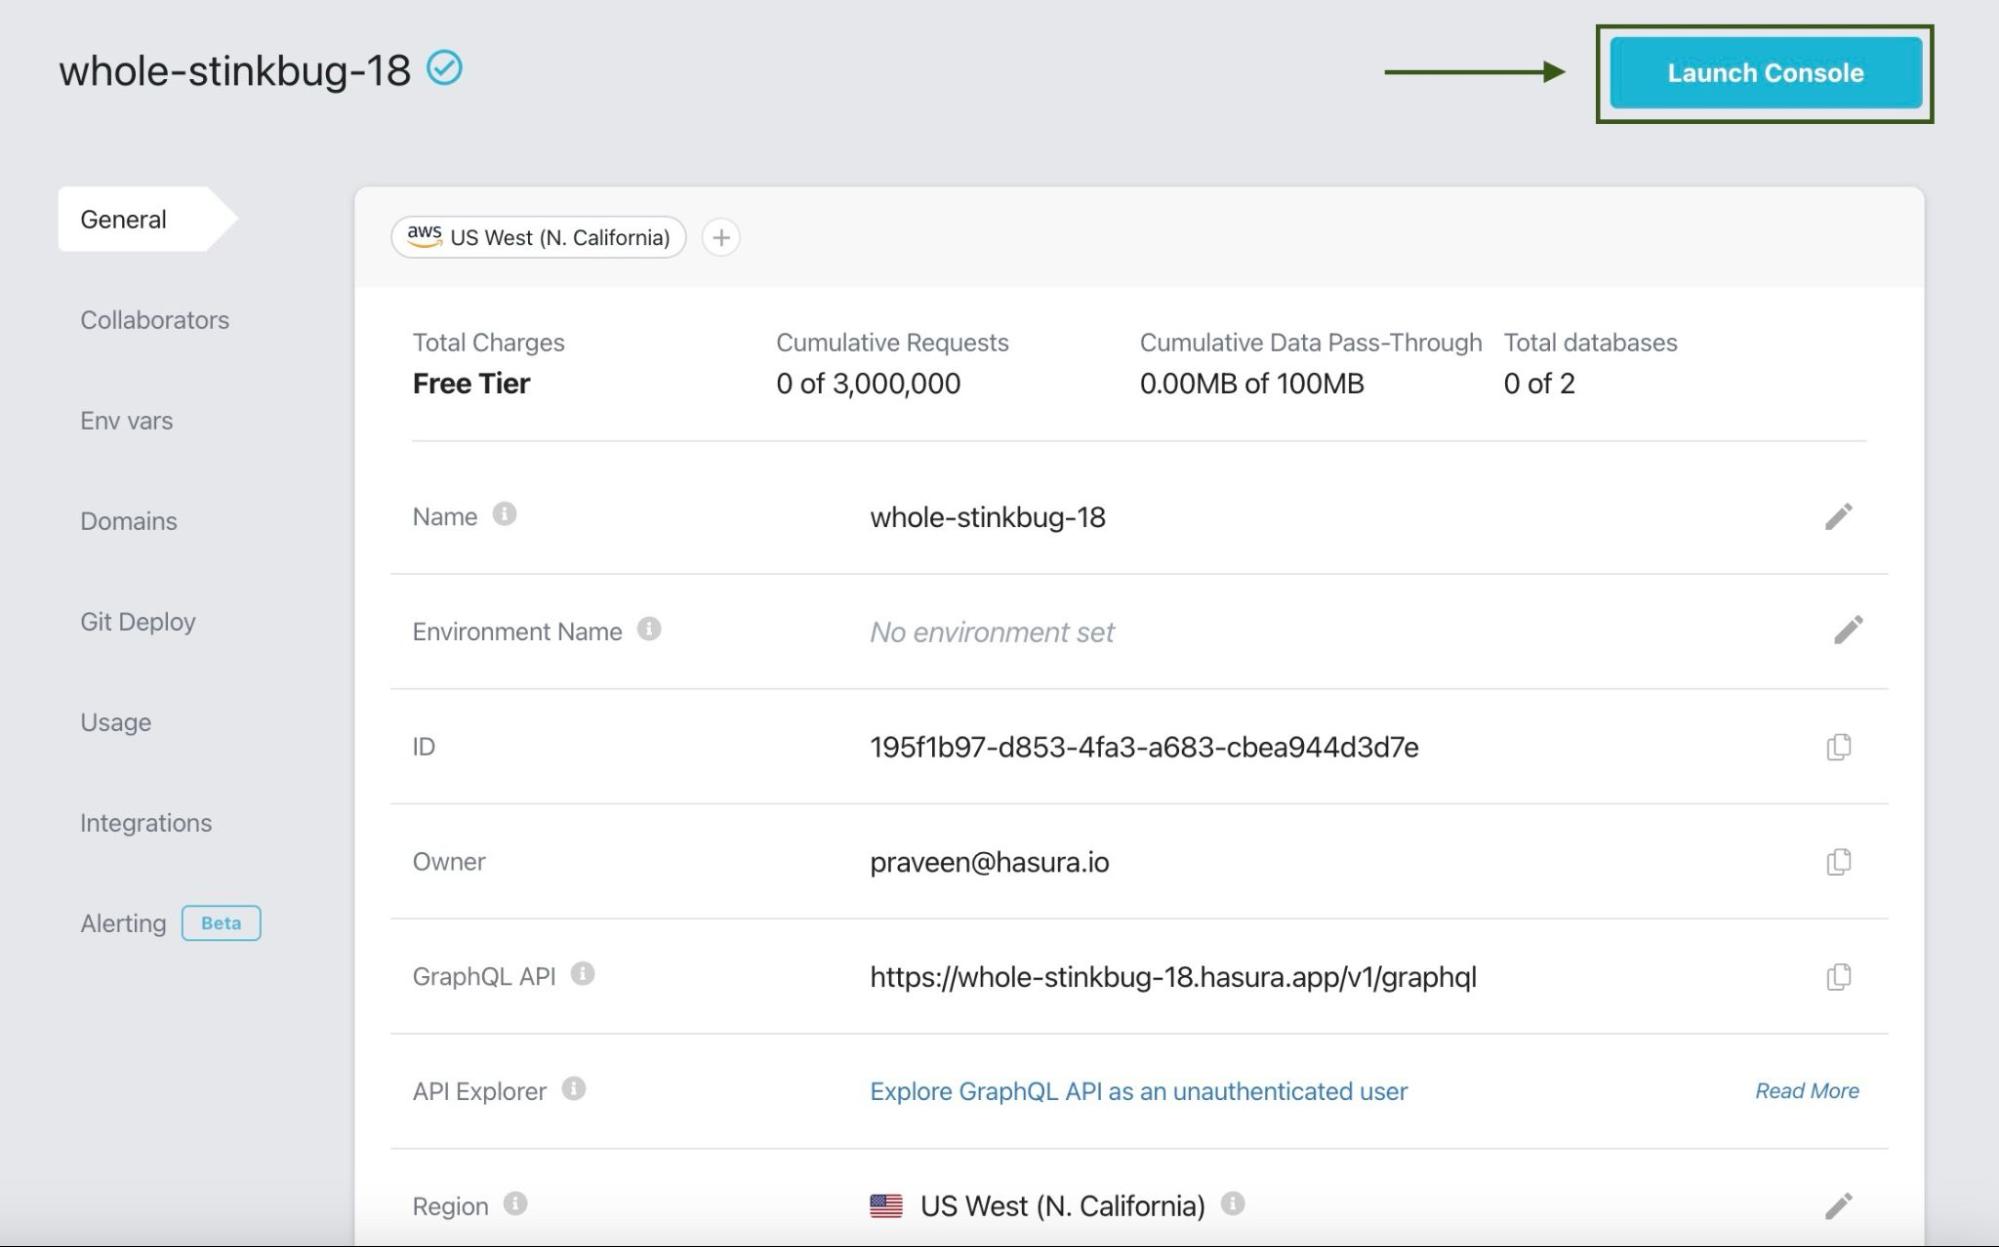 whole-stinkbug-18
Launch Console
General
Collaborators
Env vars
Domains
Git Deploy
Usage
Integrations
Alerting Beta
aws US West (N. California) +
Total Charges
Free Tier
Cumulative Requests
0 of 3,000,000
Cumulative Data Pass-Through
0.00MB of 100MB
Total databases
0 of 2
Name
whole-stinkbug-18
Environment Name
No environment set
ID
195f1b97-d853-4fa3-a683-cbea944d3d7e
Owner
praveen@hasura.io
GraphQL API
https://whole-stinkbug-18.hasura.app/v1/graphql
API Explorer
Explore GraphQL API as an unauthenticated user
Read More
Region
US West (N. California)